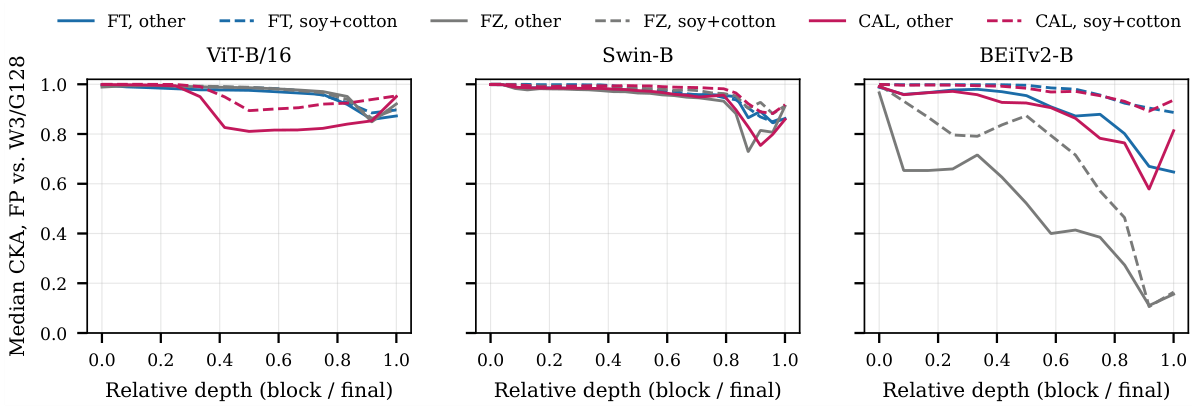 FT, other FT, soy+cotton FZ, other FZ, soy+cotton CAL, other CAL, soy+cotton
ViT-B/16 Swin-B BEiTv2-B
Median CKA, FP vs. W3/G128
1.0
0.8
0.6
0.4
0.2
0.0
0.0 0.2 0.4 0.6 0.8 1.0 0.0 0.2 0.4 0.6 0.8 1.0 0.0 0.2 0.4 0.6 0.8 1.0
Relative depth (block / final) Relative depth (block / final) Relative depth (block / final)